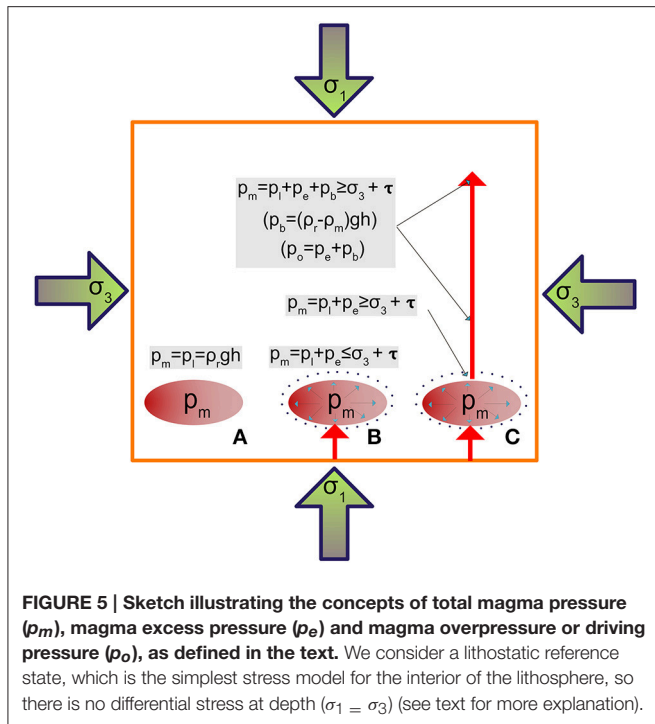 σ₁
pₘ=pₗ+pₑ+p_b≥σ₃ + τ
(p_b=(ρᵣ-ρₘ)gh)
(pₒ=pₑ+p_b)
σ₃
σ₃
pₘ=pₗ+pₑ≥σ₃ + τ
pₘ=pₗ=ρᵣgh
pₘ=pₗ+pₑ≤σ₃ + τ
pₘ
pₘ
pₘ
A
B
C
σ₁
FIGURE 5 | Sketch illustrating the concepts of total magma pressure
(pₘ), magma excess pressure (pₑ) and magma overpressure or driving
pressure (pₒ), as defined in the text. We consider a lithostatic reference
state, which is the simplest stress model for the interior of the lithosphere, so
there is no differential stress at depth (σ₁ = σ₃) (see text for more explanation).